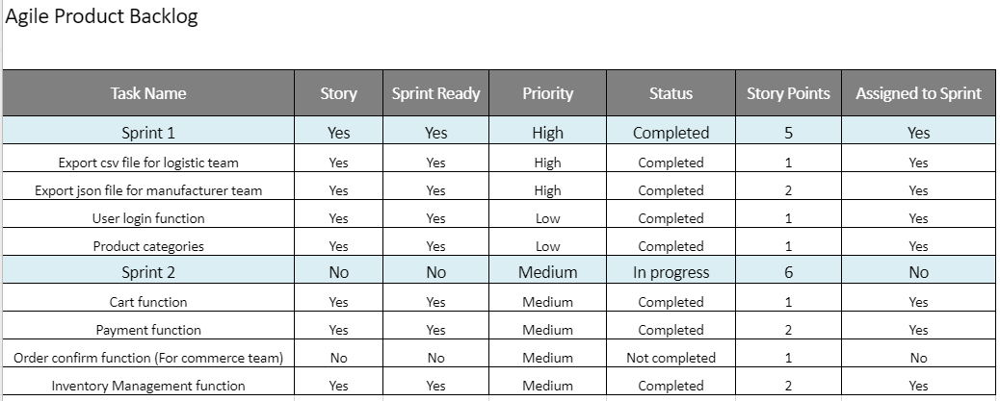 Agile Product Backlog
Task Name Story Sprint Ready Priority Status Story Points Assigned to Sprint
Sprint 1 Yes Yes High Completed 5 Yes
Export csv file for logistic team Yes Yes High Completed 1 Yes
Export json file for manufacturer team Yes Yes High Completed 2 Yes
User login function Yes Yes Low Completed 1 Yes
Product categories Yes Yes Low Completed 1 Yes
Sprint 2 No No Medium In progress 6 No
Cart function Yes Yes Medium Completed 1 Yes
Payment function Yes Yes Medium Completed 2 Yes
Order confirm function (For commerce team) No No Medium Not completed 1 No
Inventory Management function Yes Yes Medium Completed 2 Yes